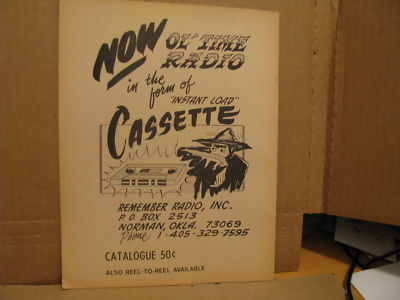 NOW
OL' TIME
RADIO
in the
form of
"INSTANT LOAD"
CASSETTE
REMEMBER RADIO, INC.
P. O. BOX 2513
NORMAN, OKLA. 73069
Phone 1-405-329-7595
CATALOGUE 50¢
ALSO REEL-TO-REEL AVAILABLE